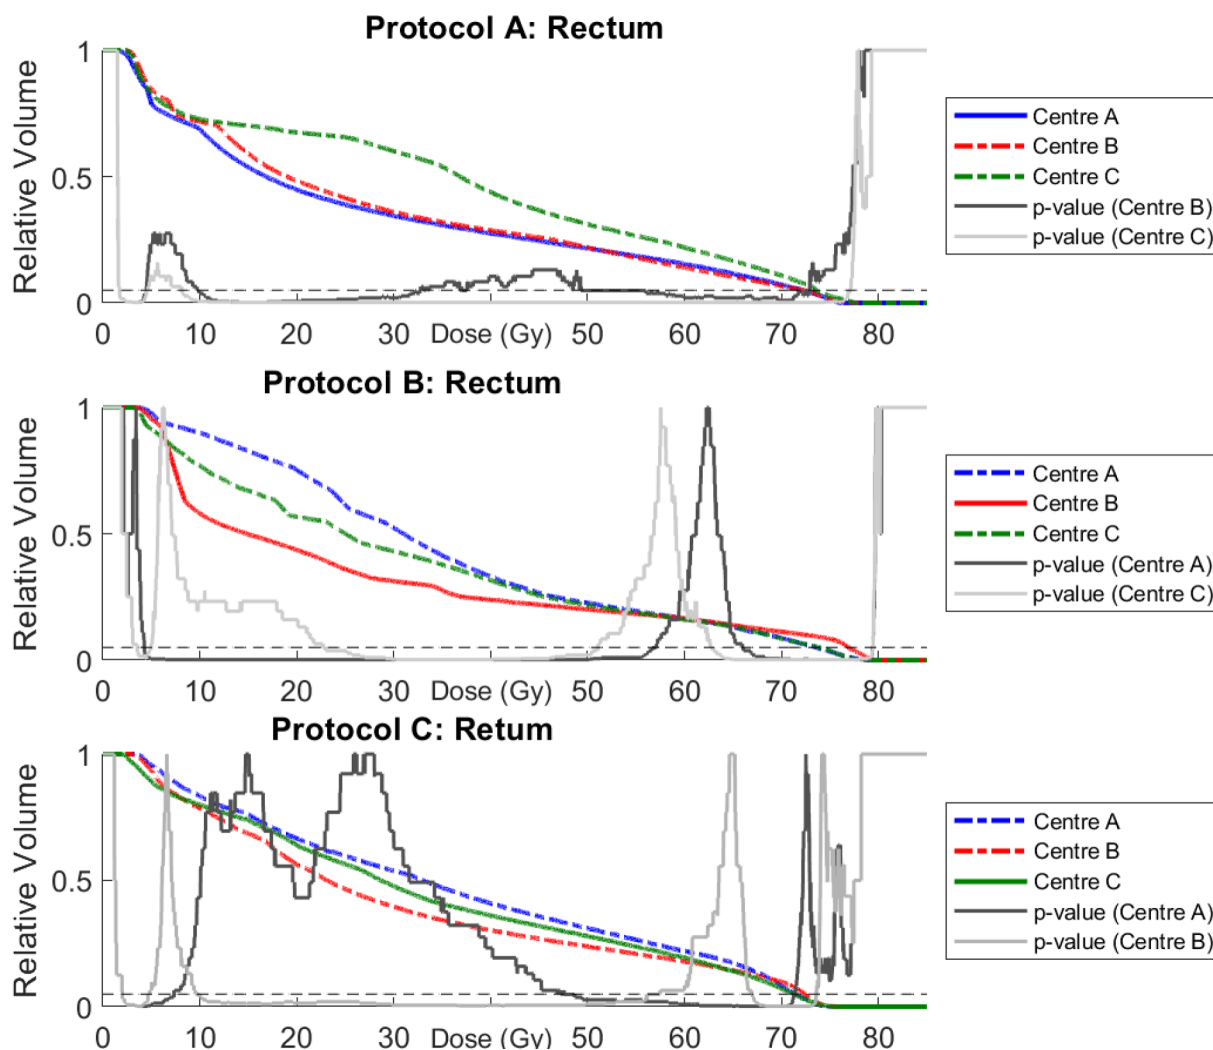 Protocol A: Rectum
Relative Volume
1
0.5
0
0 10 20 30 Dose (Gy) 50 60 70 80
Centre A
Centre B
Centre C
p-value (Centre B)
p-value (Centre C)
Protocol B: Rectum
Relative Volume
1
0.5
0
0 10 20 30 Dose (Gy) 50 60 70 80
Centre A
Centre B
Centre C
p-value (Centre A)
p-value (Centre C)
Protocol C: Retum
Relative Volume
1
0.5
0
0 10 20 30 Dose (Gy) 50 60 70 80
Centre A
Centre B
Centre C
p-value (Centre A)
p-value (Centre B)